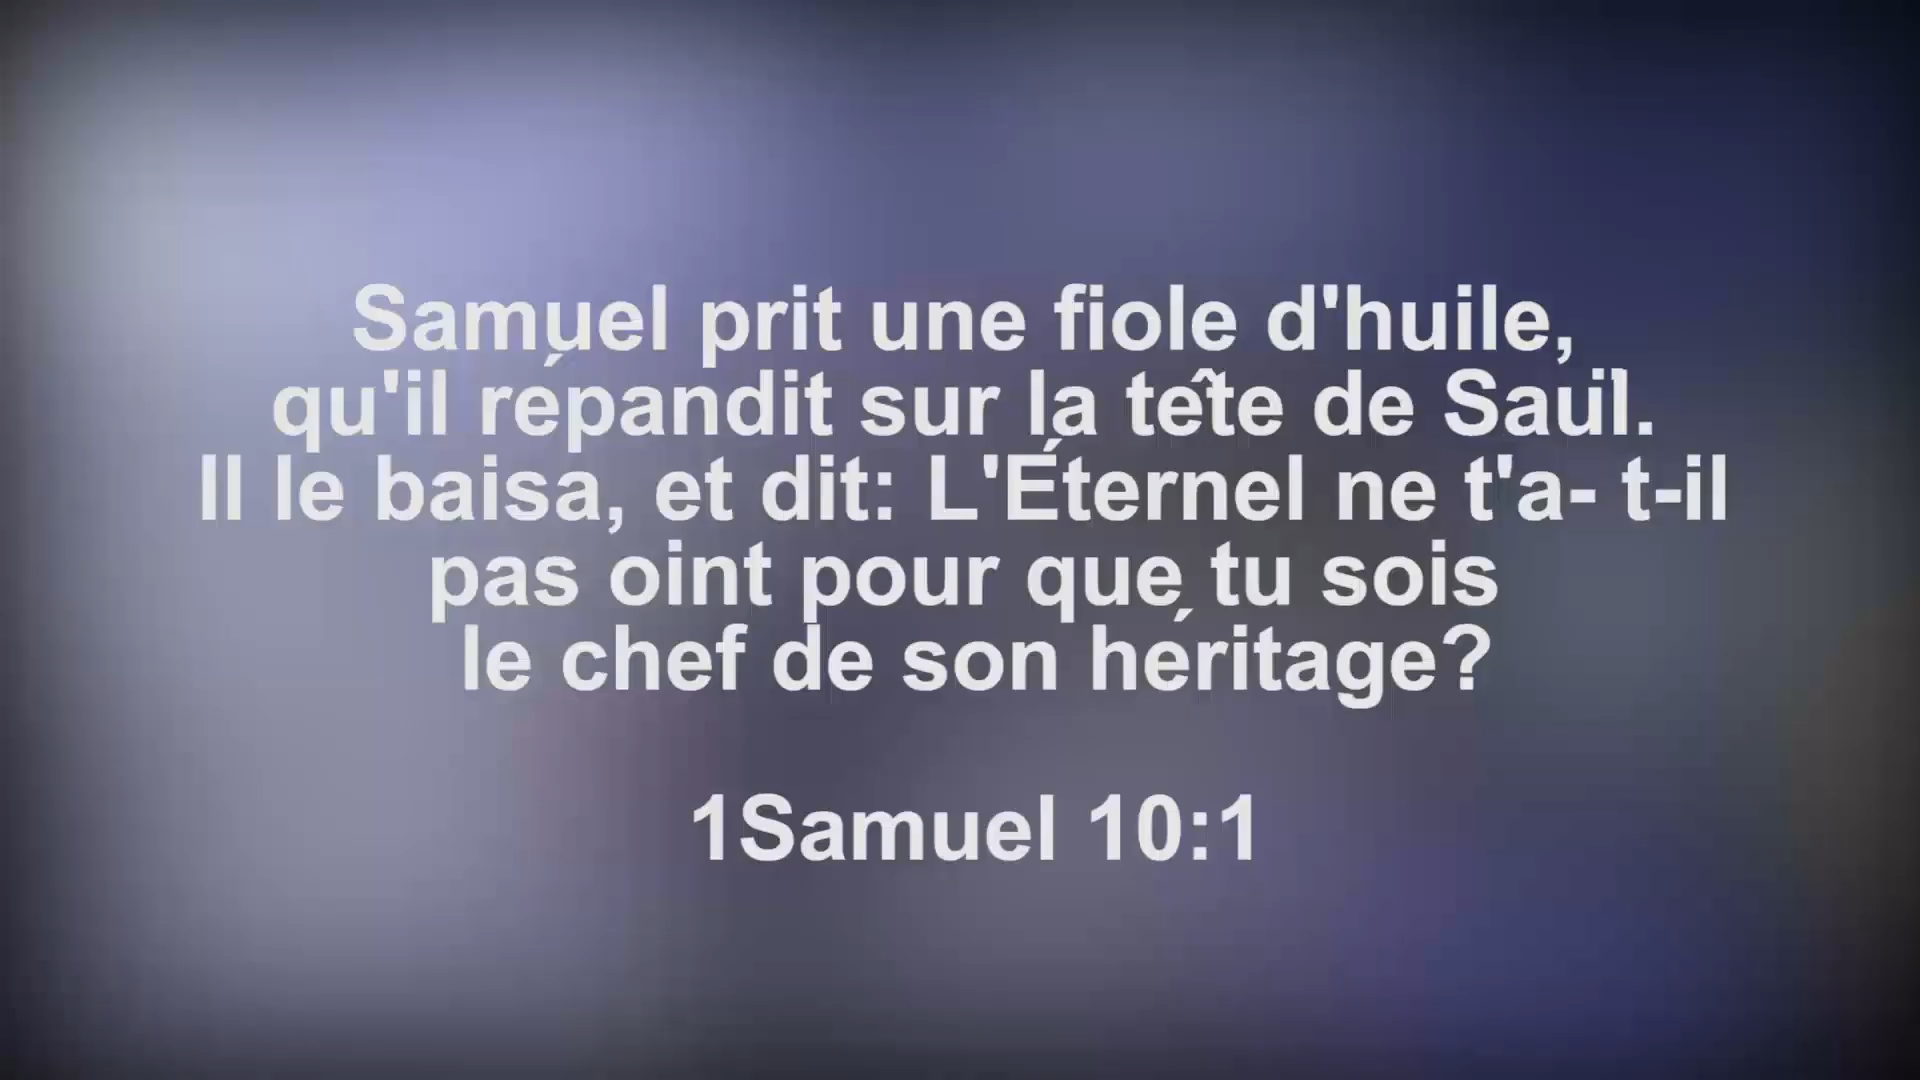 Samuel prit une fiole d'huile,
qu'il répandit sur la tête de Saül.
Il le baisa, et dit: L'Éternel ne t'a- t-il
pas oint pour que tu sois
le chef de son héritage?
1Samuel 10:1